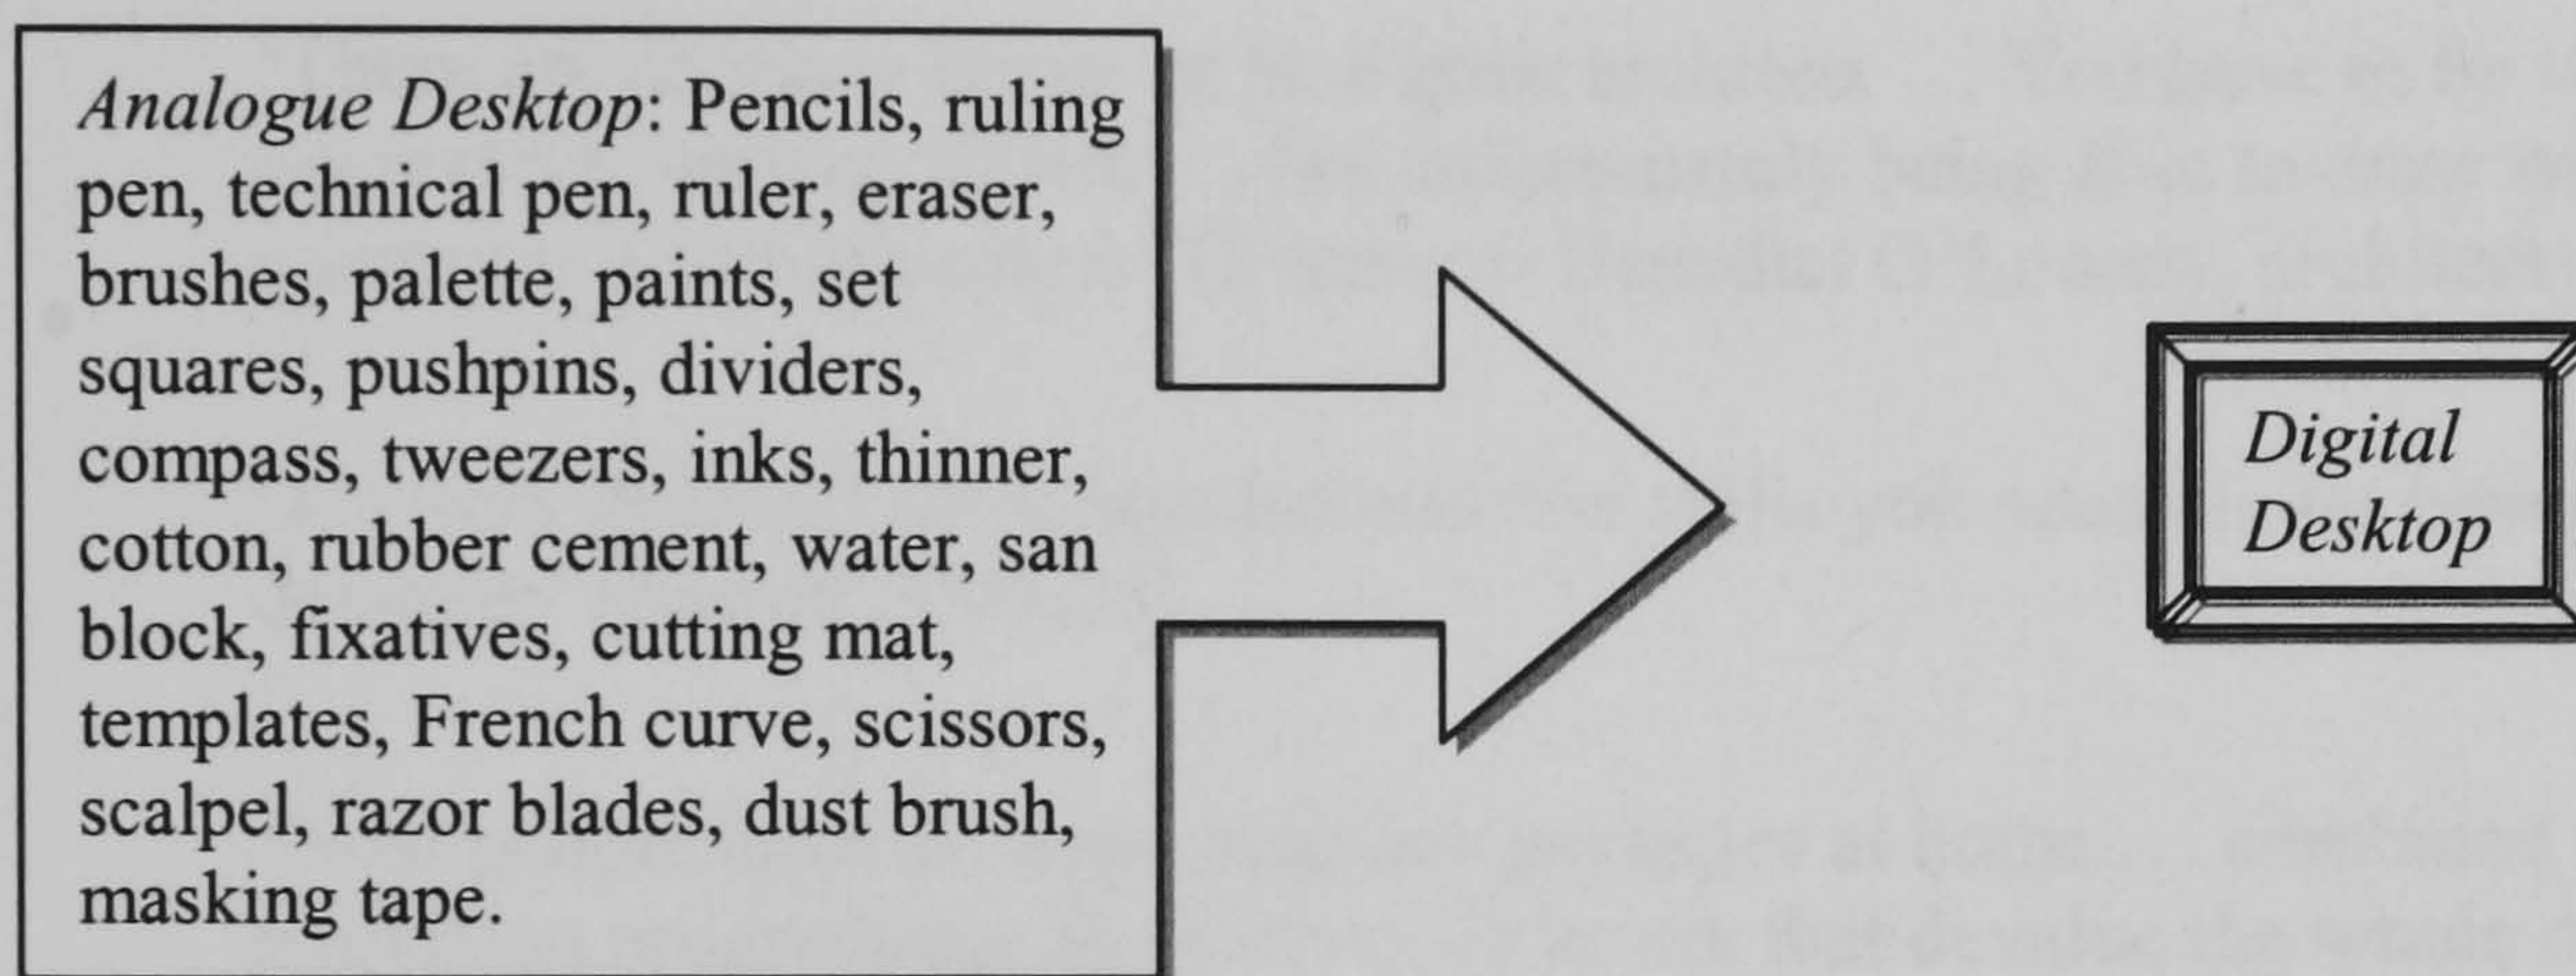 Analogue Desktop: Pencils, ruling
pen, technical pen, ruler, eraser,
brushes, palette, paints, set
squares, pushpins, dividers,
compass, tweezers, inks, thinner,
cotton, rubber cement, water, san
block, fixatives, cutting mat,
templates, French curve, scissors,
scalpel, razor blades, dust brush,
masking tape.
Digital
Desktop